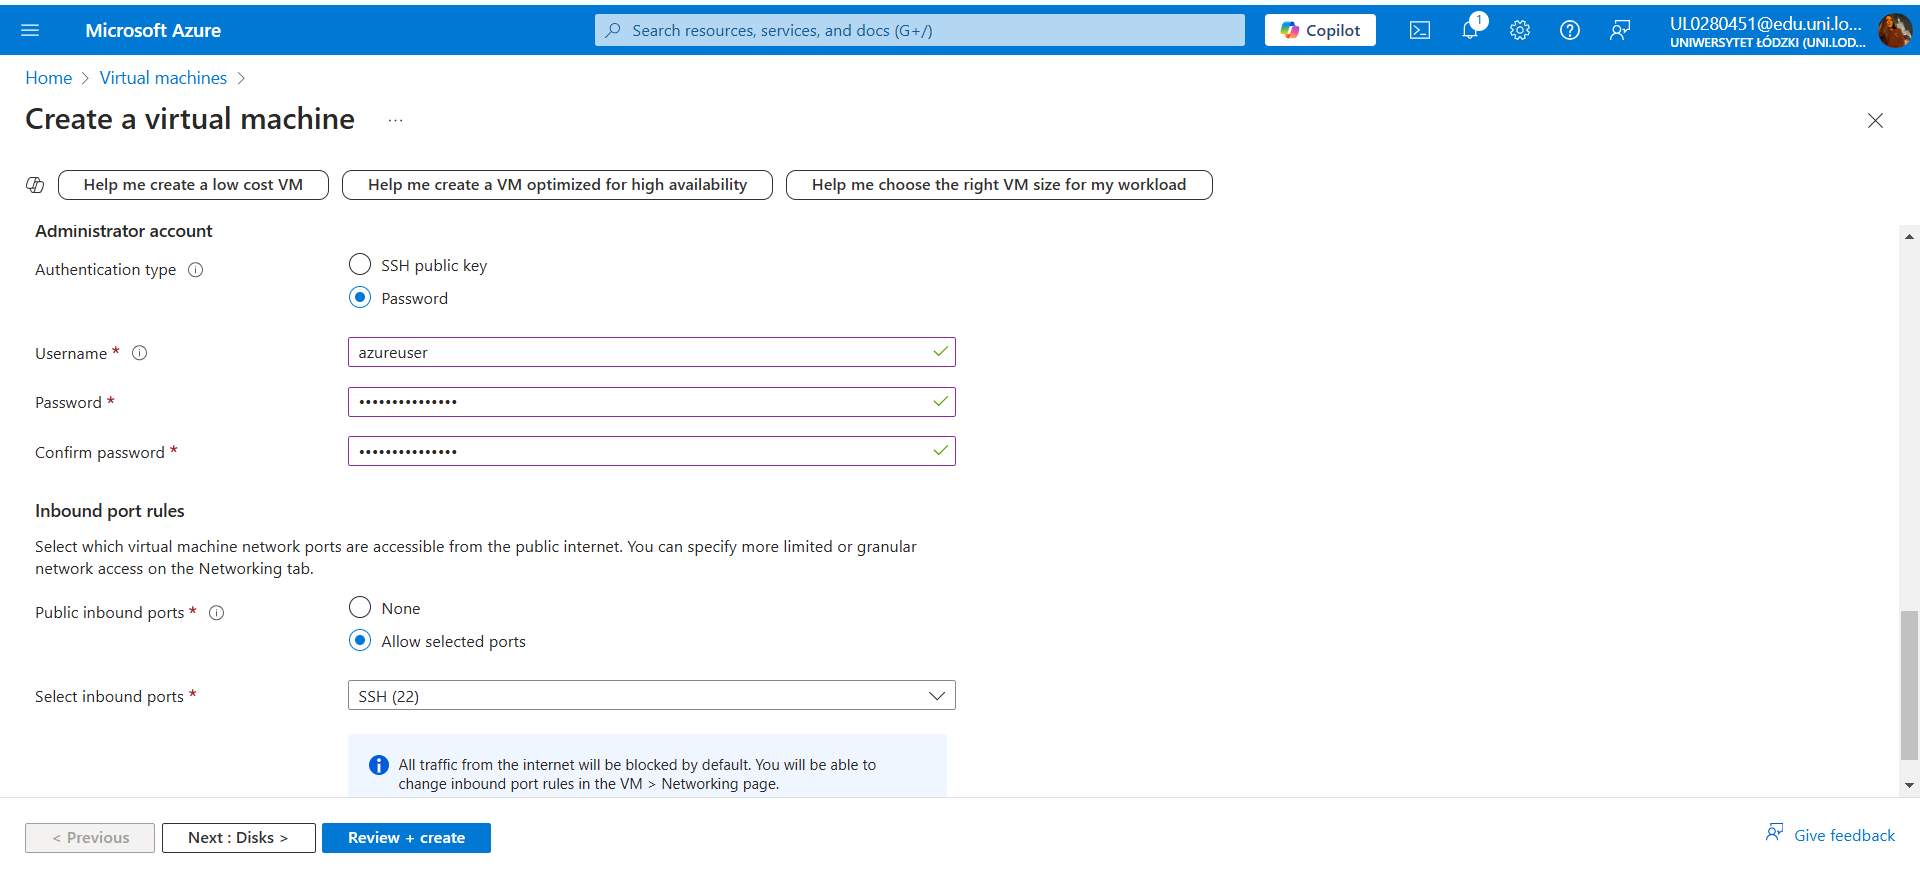 Microsoft Azure
Search resources, services, and docs (G+/)
Copilot
1
UL0280451@edu.uni.lo...
UNIWERSYTET ŁÓDZKI (UNI.LOD...
Home > Virtual machines >
Create a virtual machine ...
Help me create a low cost VM
Help me create a VM optimized for high availability
Help me choose the right VM size for my workload
Administrator account
Authentication type
SSH public key
Password
Username *
azureuser
Password *
•••••••••••••••
Confirm password *
•••••••••••••••
Inbound port rules
Select which virtual machine network ports are accessible from the public internet. You can specify more limited or granular
network access on the Networking tab.
Public inbound ports *
None
Allow selected ports
Select inbound ports *
SSH (22)
All traffic from the internet will be blocked by default. You will be able to
change inbound port rules in the VM > Networking page.
< Previous
Next : Disks >
Review + create
Give feedback